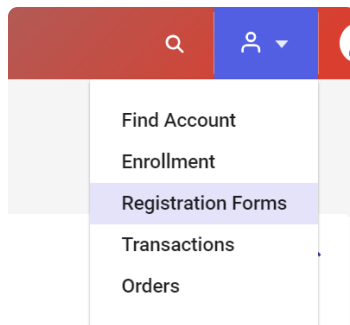 Find Account
Enrollment
Registration Forms
Transactions
Orders